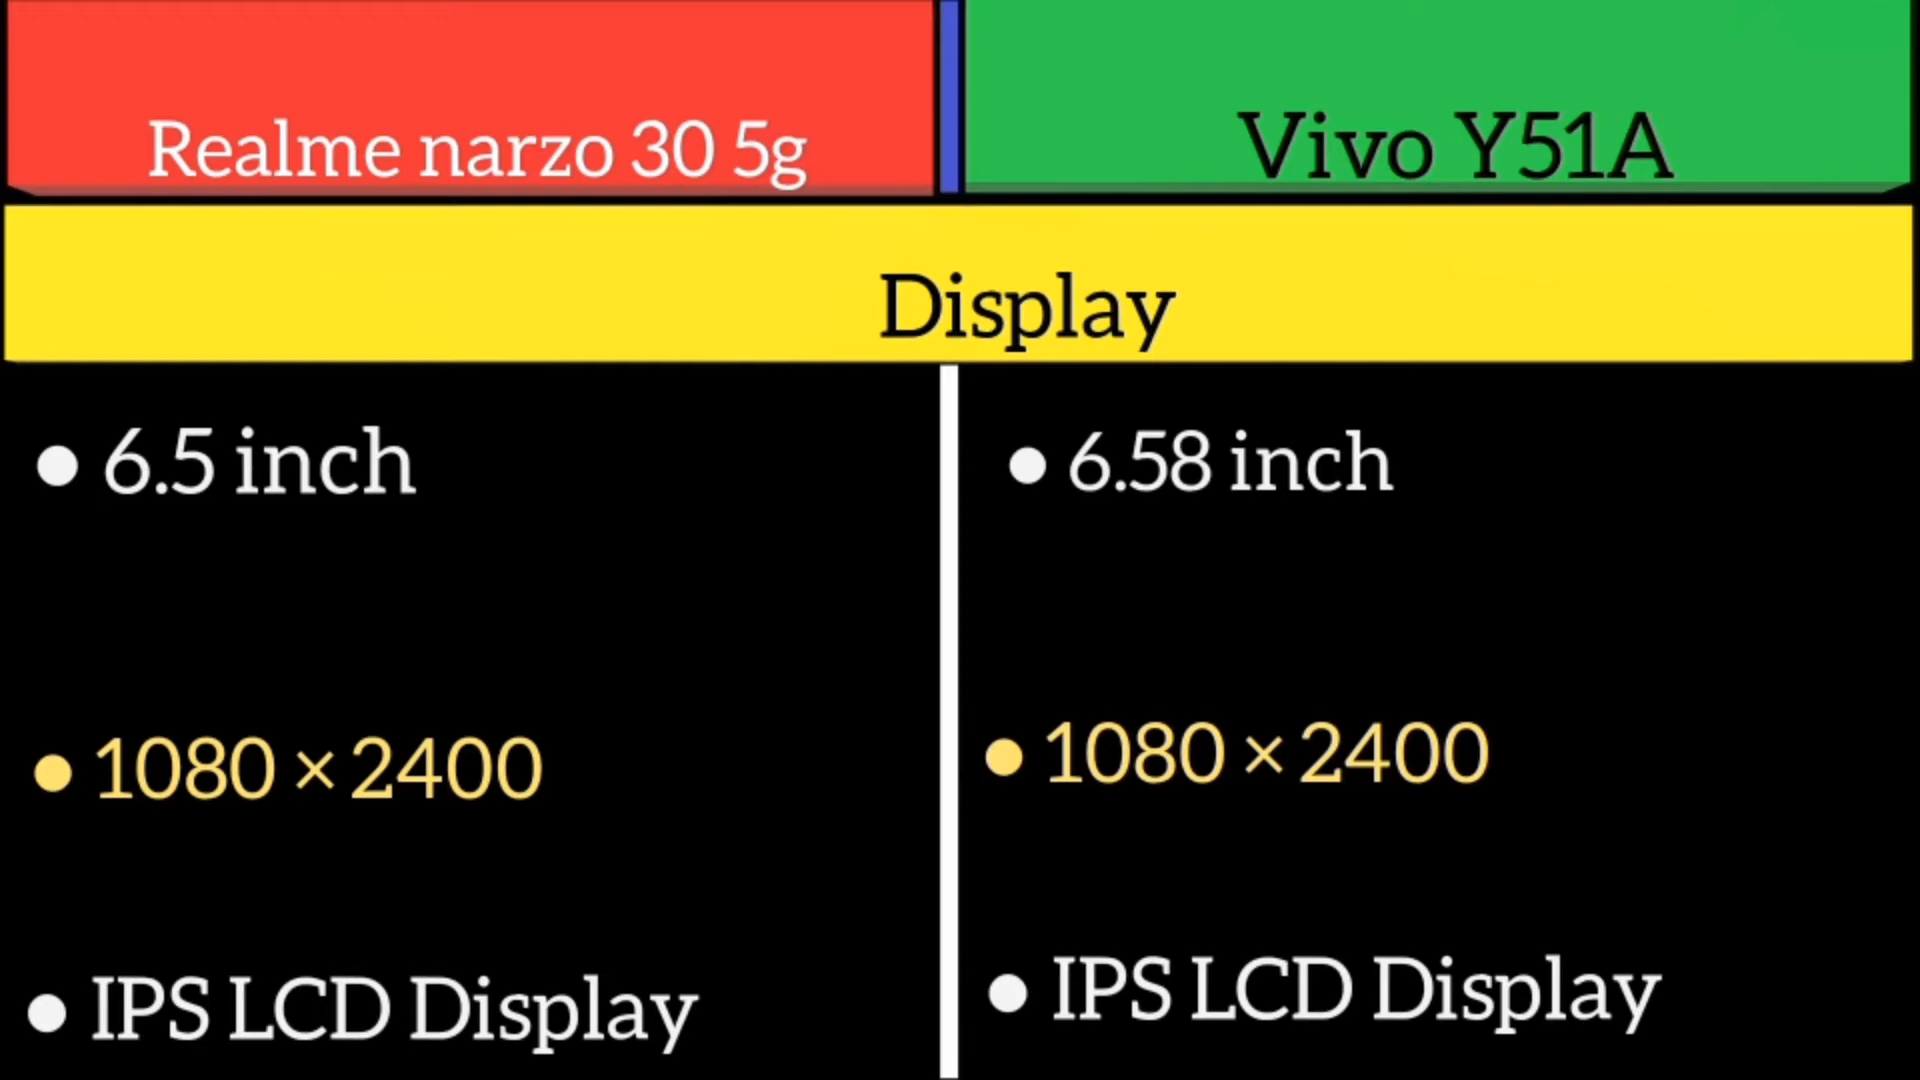 Realme narzo 30 5g
Vivo Y51A
Display
• 6.5 inch
• 6.58 inch
• 1080 × 2400
• 1080 × 2400
• IPS LCD Display
• IPS LCD Display